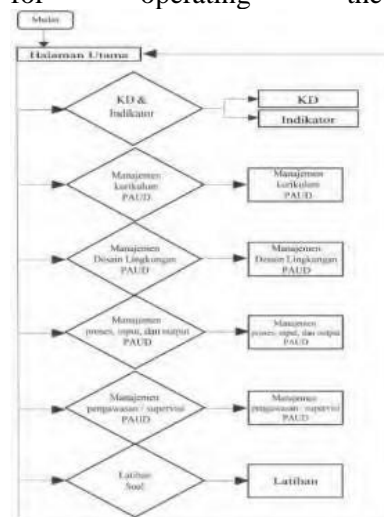 for operating the
Mulai
Halaman Utama
KD &
Indikator
KD
Indikator
Manajemen
kurikulum
PAUD
Manajemen
kurikulum
PAUD
Manajemen
Desain Lingkungan
PAUD
Manajemen
Desain Lingkungan
PAUD
Manajemen
proses, input, dan output
PAUD
Manajemen
proses, input, dan output
PAUD
Manajemen
pengawasan / supervisi
PAUD
Manajemen
pengawasan / supervisi
PAUD
Latihan
Soal
Latihan